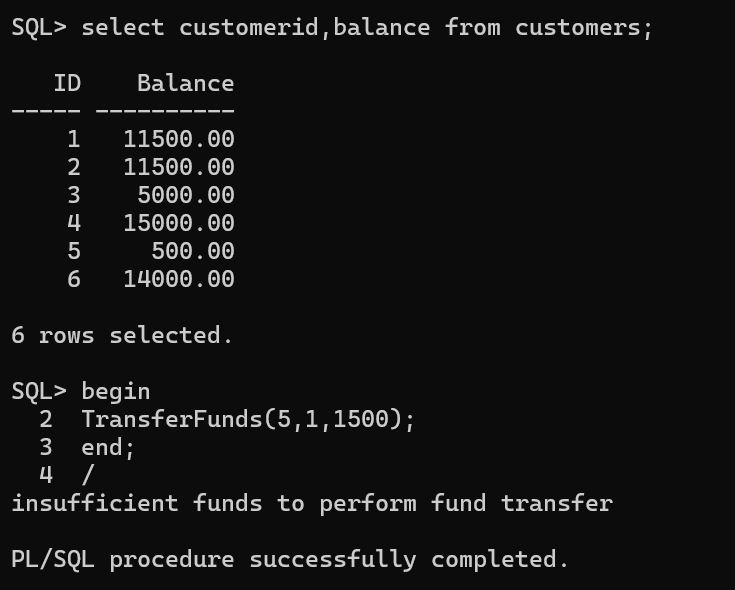 SQL> select customerid,balance from customers;
   ID    Balance
----- ----------
    1   11500.00
    2   11500.00
    3    5000.00
    4   15000.00
    5     500.00
    6   14000.00
6 rows selected.
SQL> begin
  2  TransferFunds(5,1,1500);
  3  end;
  4  /
insufficient funds to perform fund transfer
PL/SQL procedure successfully completed.